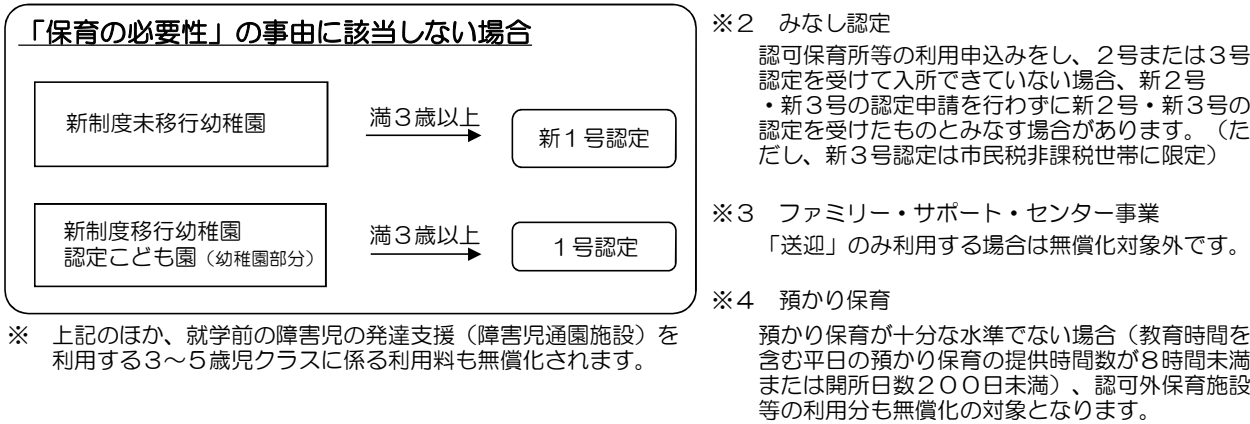 「保育の必要性」の事由に該当しない場合
新制度未移行幼稚園
満３歳以上
新１号認定
新制度移行幼稚園
認定こども園（幼稚園部分）
満３歳以上
１号認定
※　上記のほか、就学前の障害児の発達支援（障害児通園施設）を
利用する３～５歳児クラスに係る利用料も無償化されます。
※２　みなし認定
認可保育所等の利用申込みをし、２号または３号
認定を受けて入所できていない場合、新２号
・新３号の認定申請を行わずに新２号・新３号の
認定を受けたものとみなす場合があります。（た
だし、新３号認定は市民税非課税世帯に限定）
※３　ファミリー・サポート・センター事業
「送迎」のみ利用する場合は無償化対象外です。
※４　預かり保育
預かり保育が十分な水準でない場合（教育時間を
含む平日の預かり保育の提供時間数が８時間未満
または開所日数２００日未満）、認可外保育施設
等の利用分も無償化の対象となります。